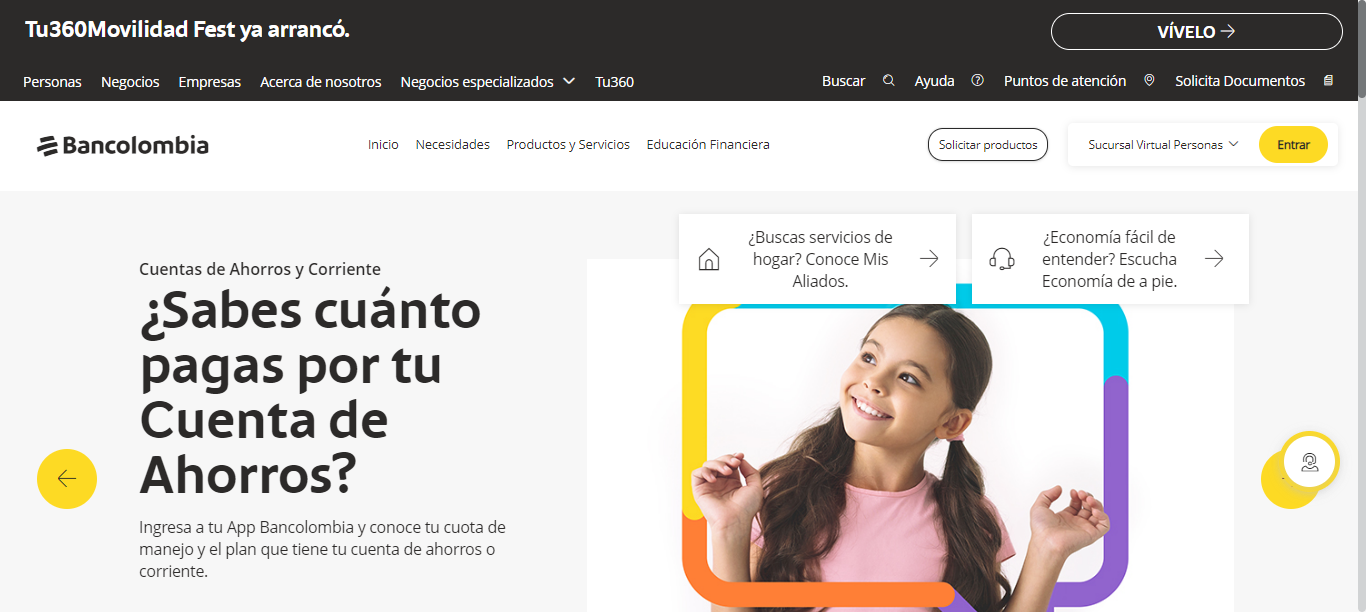 Tu360Movilidad Fest ya arrancó.
VÍVELO
Personas Negocios Empresas Acerca de nosotros Negocios especializados Tu360
Buscar Ayuda Puntos de atención Solicita Documentos
Bancolombia
Inicio Necesidades Productos y Servicios Educación Financiera
Solicitar productos
Sucursal Virtual Personas
Entrar
¿Buscas servicios de
hogar? Conoce Mis
Aliados.
¿Economía fácil de
entender? Escucha
Economía de a pie.
Cuentas de Ahorros y Corriente
¿Sabes cuánto
pagas por tu
Cuenta de
Ahorros?
Ingresa a tu App Bancolombia y conoce tu cuota de
manejo y el plan que tiene tu cuenta de ahorros o
corriente.